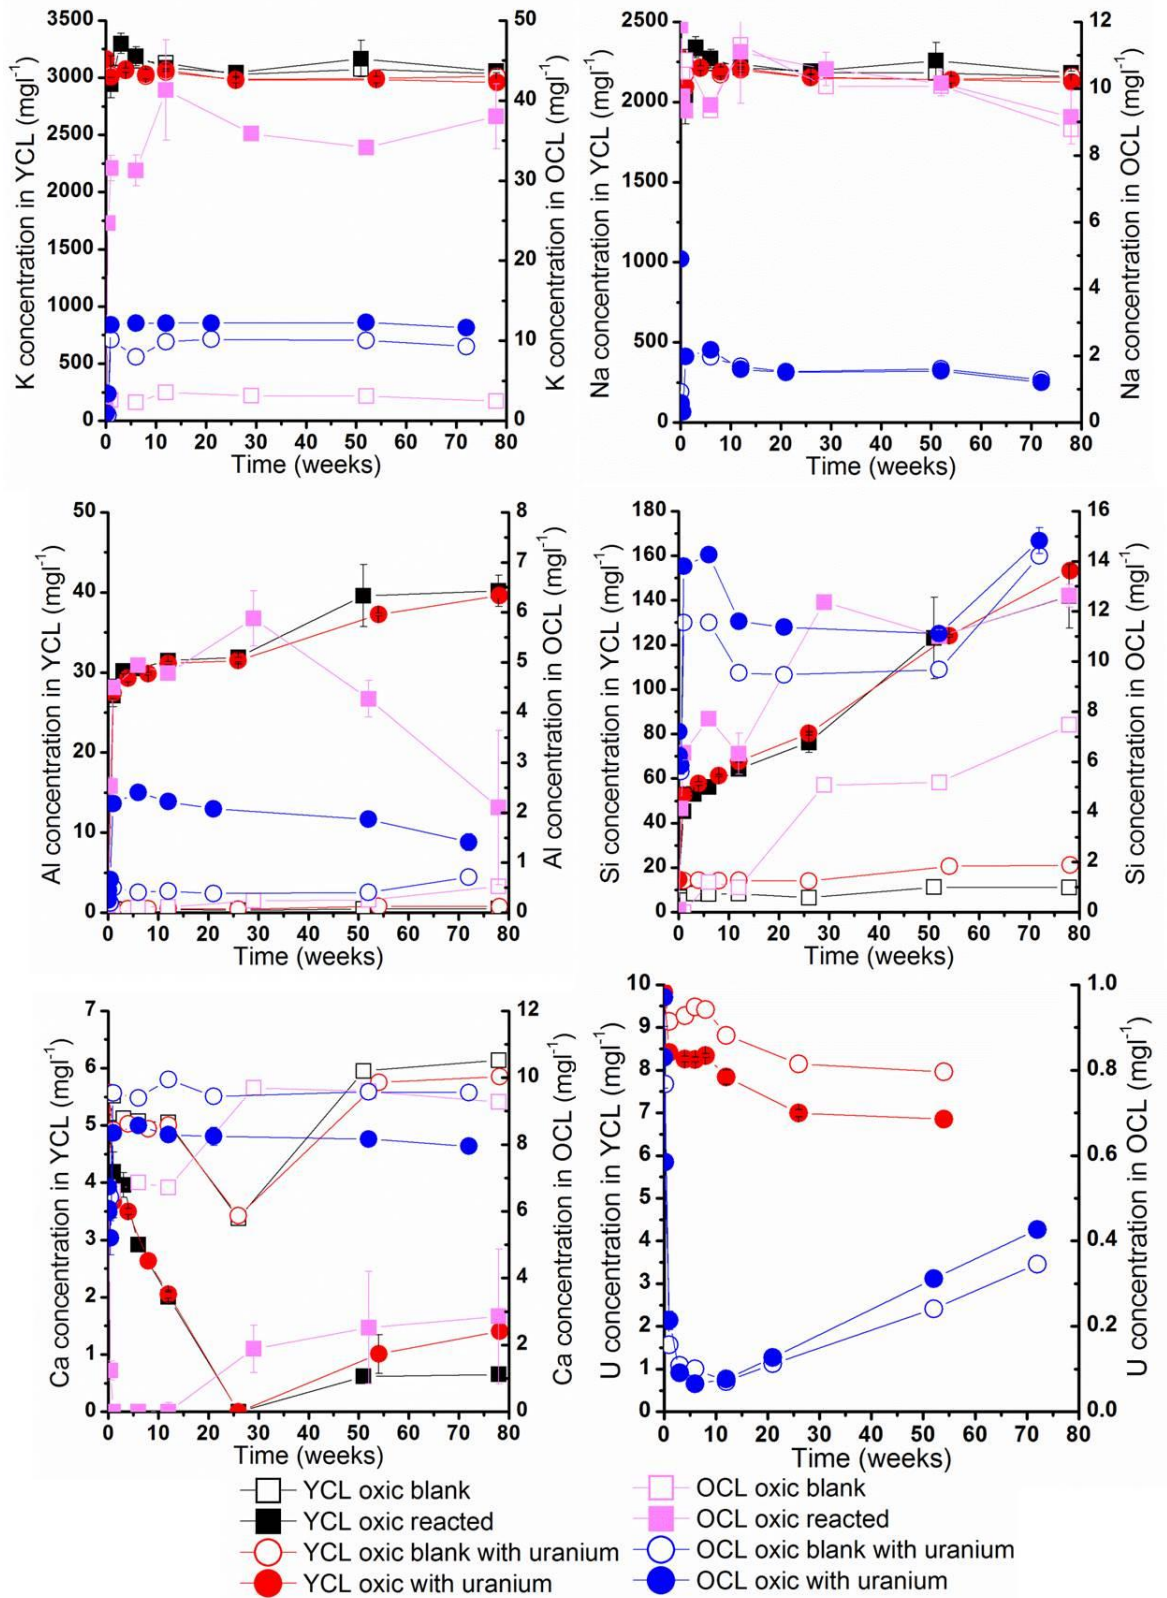 K concentration in YCL (mgl⁻¹)
3500
3000
2500
2000
1500
1000
500
0
50
40
30
20
10
0
K concentration in OCL (mgl⁻¹)
0 10 20 30 40 50 60 70 80
Time (weeks)
Na concentration in YCL (mgl⁻¹)
2500
2000
1500
1000
500
0
12
10
8
6
4
2
0
Na concentration in OCL (mgl⁻¹)
0 10 20 30 40 50 60 70 80
Time (weeks)
Al concentration in YCL (mgl⁻¹)
50
40
30
20
10
0
8
7
6
5
4
3
2
1
0
Al concentration in OCL (mgl⁻¹)
0 10 20 30 40 50 60 70 80
Time (weeks)
Si concentration in YCL (mgl⁻¹)
180
160
140
120
100
80
60
40
20
0
16
14
12
10
8
6
4
2
0
Si concentration in OCL (mgl⁻¹)
0 10 20 30 40 50 60 70 80
Time (weeks)
Ca concentration in YCL (mgl⁻¹)
7
6
5
4
3
2
1
0
12
10
8
6
4
2
0
Ca concentration in OCL (mgl⁻¹)
0 10 20 30 40 50 60 70 80
Time (weeks)
U concentration in YCL (mgl⁻¹)
10
9
8
7
6
5
4
3
2
1
0
1.0
0.8
0.6
0.4
0.2
0.0
U concentration in OCL (mgl⁻¹)
0 10 20 30 40 50 60 70 80
Time (weeks)
YCL oxic blank
YCL oxic reacted
YCL oxic blank with uranium
YCL oxic with uranium
OCL oxic blank
OCL oxic reacted
OCL oxic blank with uranium
OCL oxic with uranium